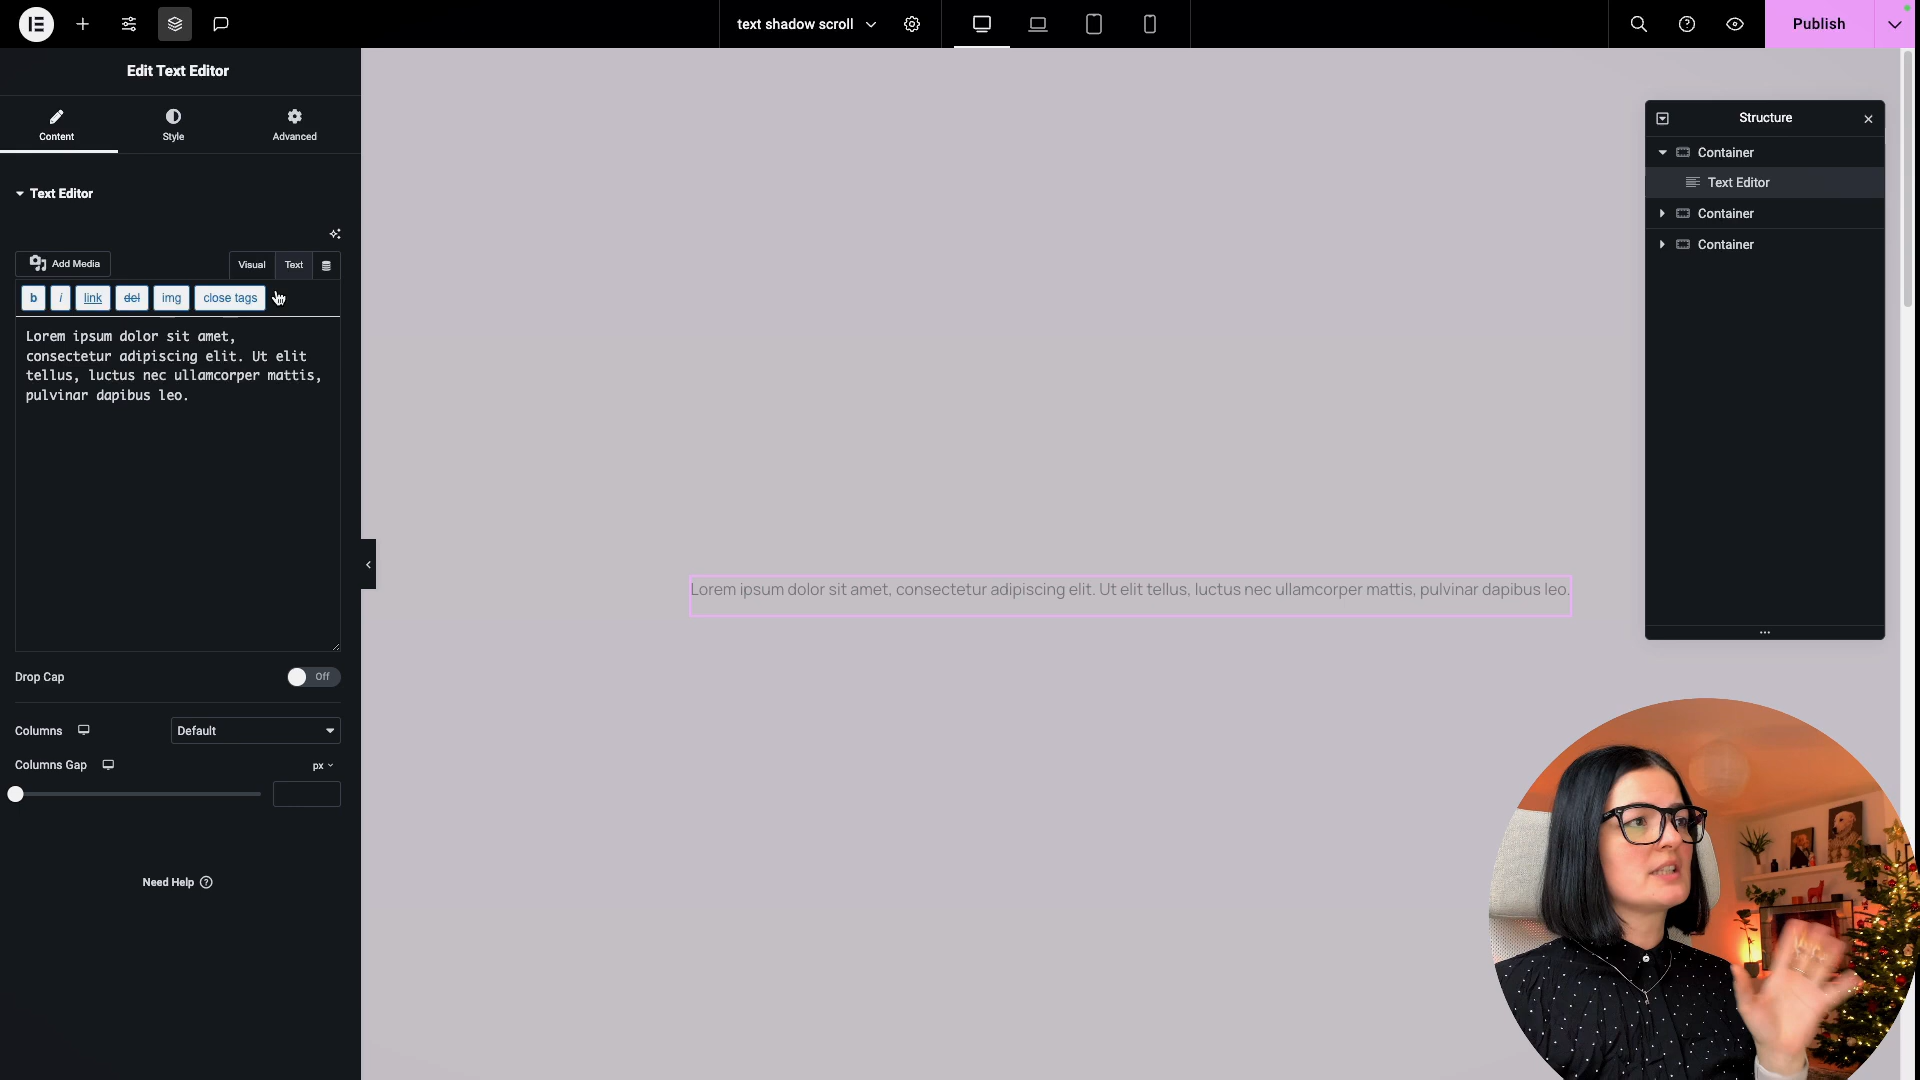 text shadow scroll
Publish
Edit Text Editor
Content
Style
Advanced
Text Editor
Add Media
Visual
Text
b
i
link
del
img
close tags
Lorem ipsum dolor sit amet,
consectetur adipiscing elit. Ut elit
tellus, luctus nec ullamcorper mattis,
pulvinar dapibus leo.
Drop Cap
Off
Columns
Default
Columns Gap
px
Need Help
Lorem ipsum dolor sit amet, consectetur adipiscing elit. Ut elit tellus, luctus nec ullamcorper mattis, pulvinar dapibus leo.
Structure
Container
Text Editor
Container
Container